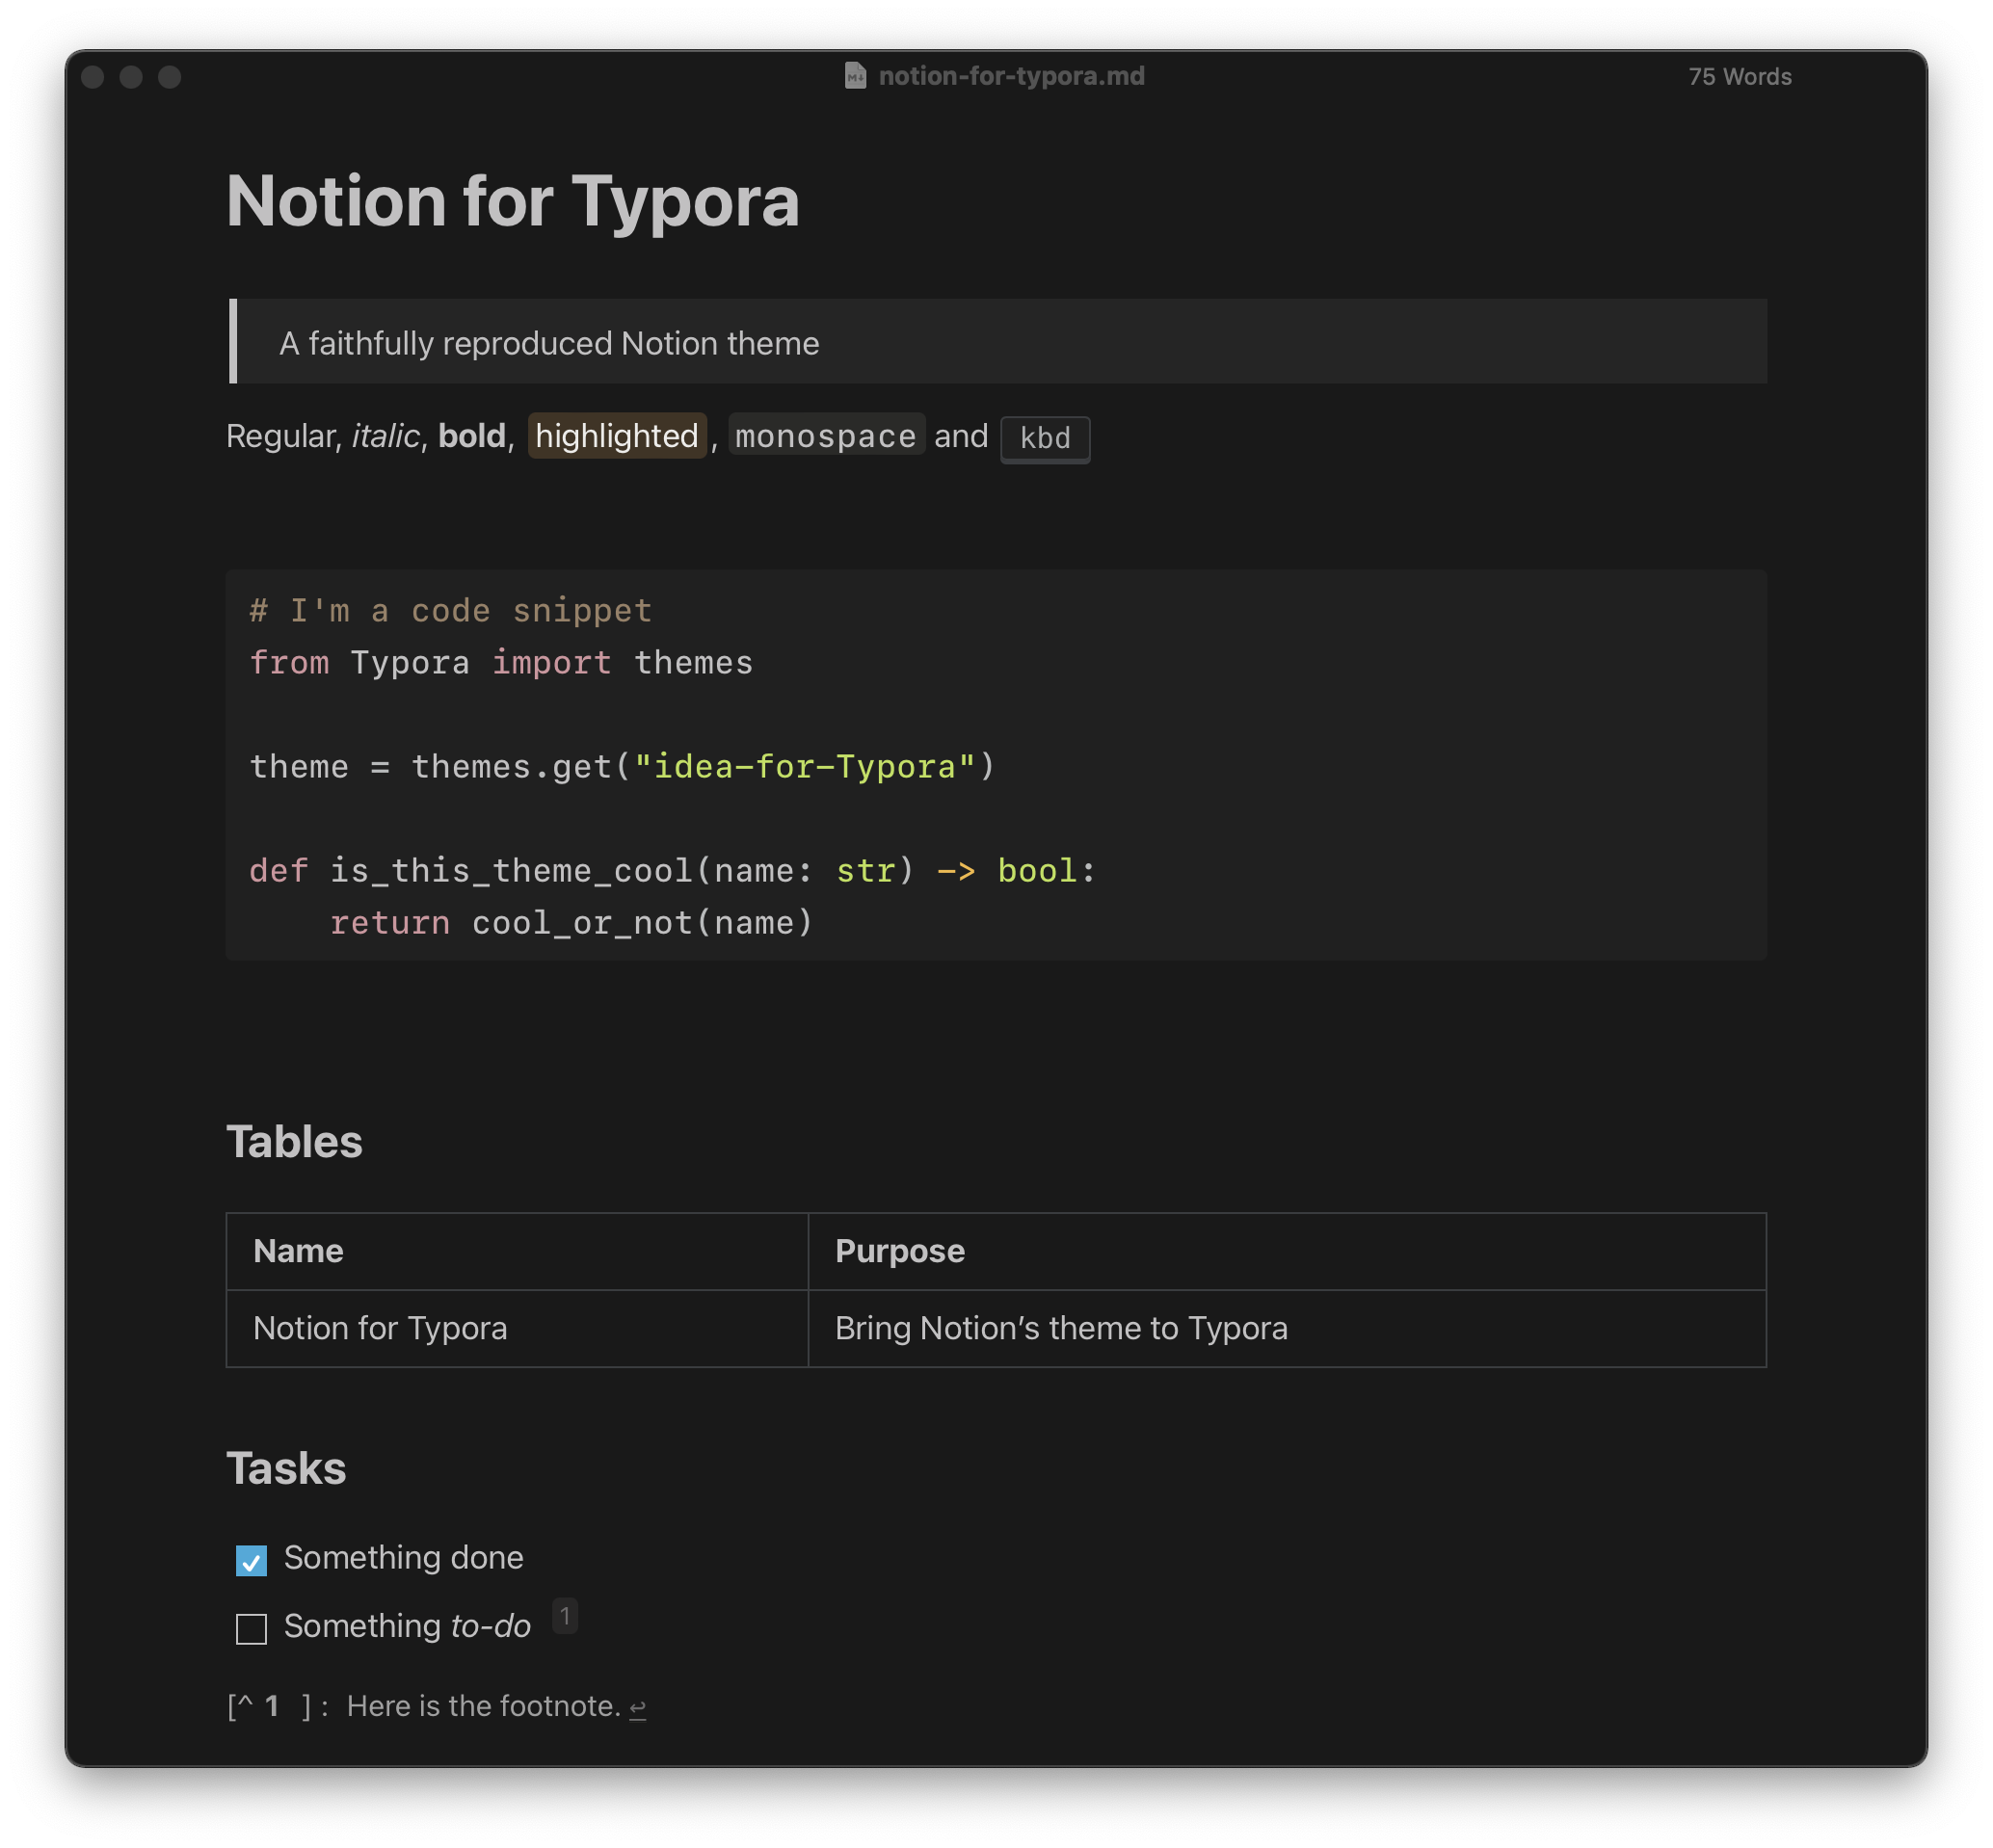 notion-for-typora.md
75 Words
Notion for Typora
A faithfully reproduced Notion theme
Regular, italic, bold, highlighted, monospace and kbd
# I'm a code snippet
from Typora import themes
theme = themes.get("idea-for-Typora")
def is_this_theme_cool(name: str) -> bool:
    return cool_or_not(name)
Tables
Name Purpose
Notion for Typora Bring Notion’s theme to Typora
Tasks
Something done
Something to-do 1
[^ 1 ]: Here is the footnote. ↩